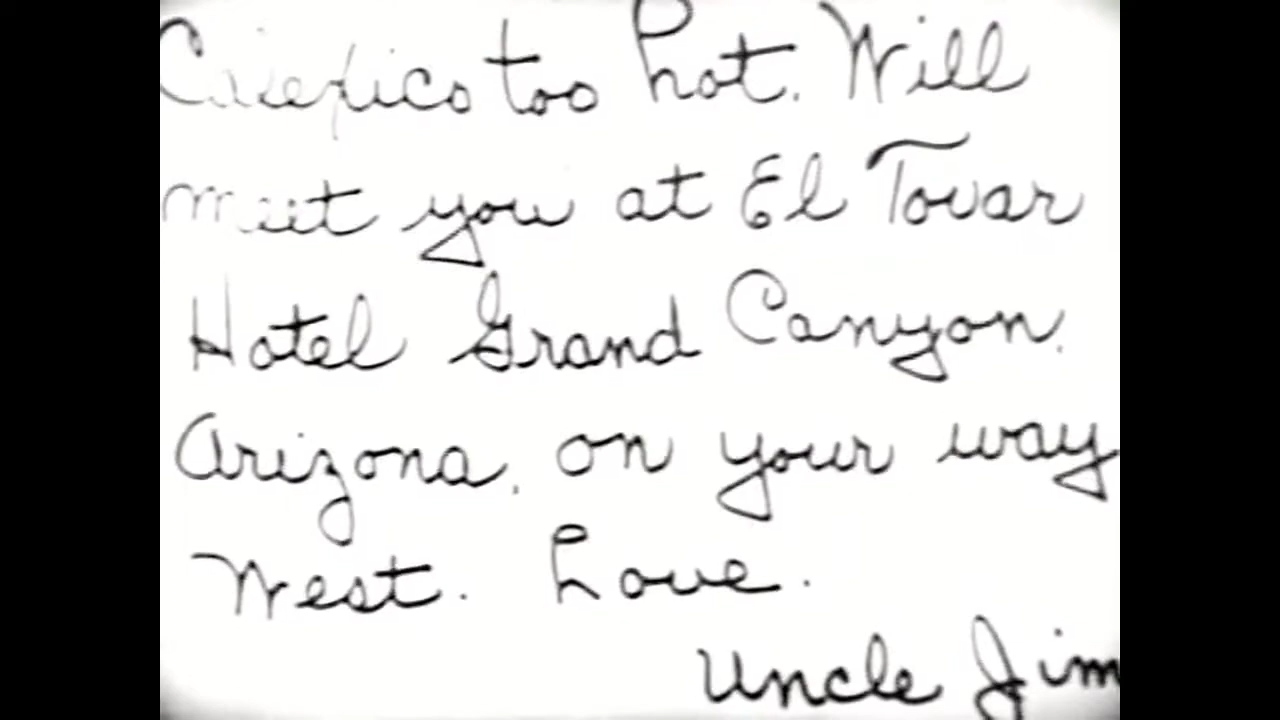 Calexico too hot. Will
meet you at El Tovar
Hotel Grand Canyon.
Arizona, on your way
West. Love.
Uncle Jim